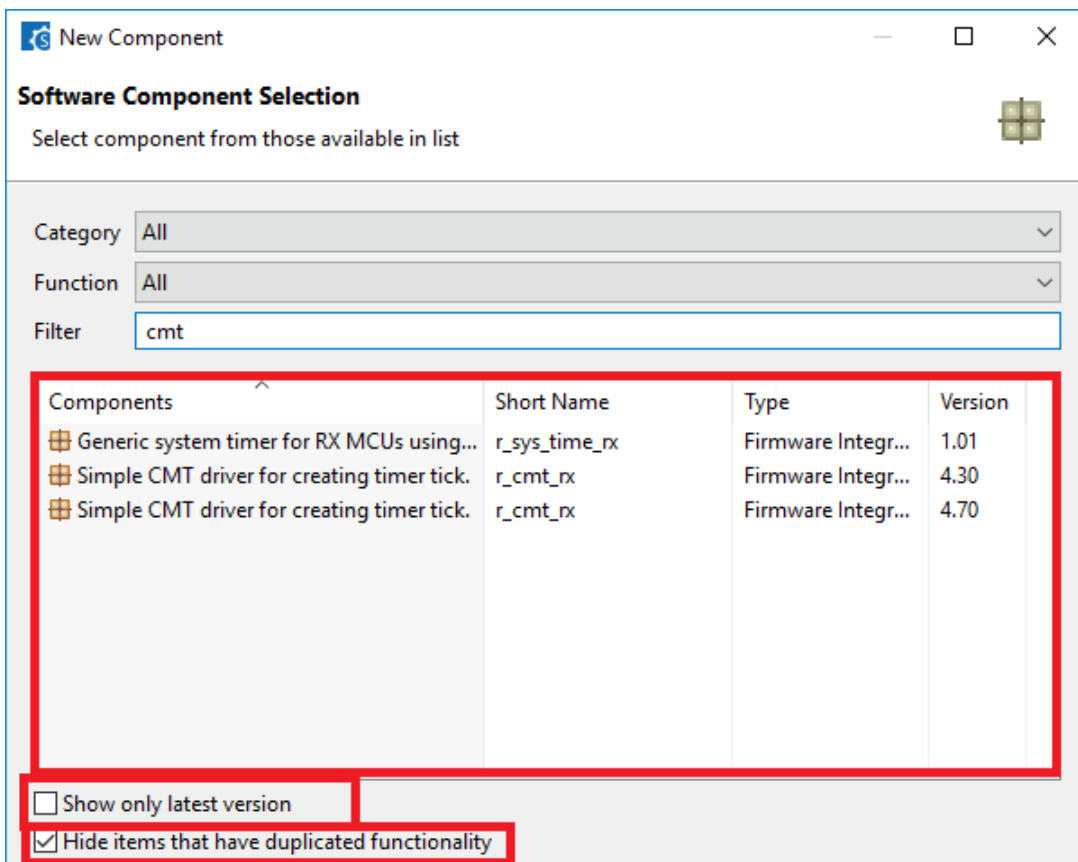 New Component
Software Component Selection
Select component from those available in list
Category All
Function All
Filter cmt
Components Short Name Type Version
Generic system timer for RX MCUs using... r_sys_time_rx Firmware Integr... 1.01
Simple CMT driver for creating timer tick. r_cmt_rx Firmware Integr... 4.30
Simple CMT driver for creating timer tick. r_cmt_rx Firmware Integr... 4.70
Show only latest version
Hide items that have duplicated functionality